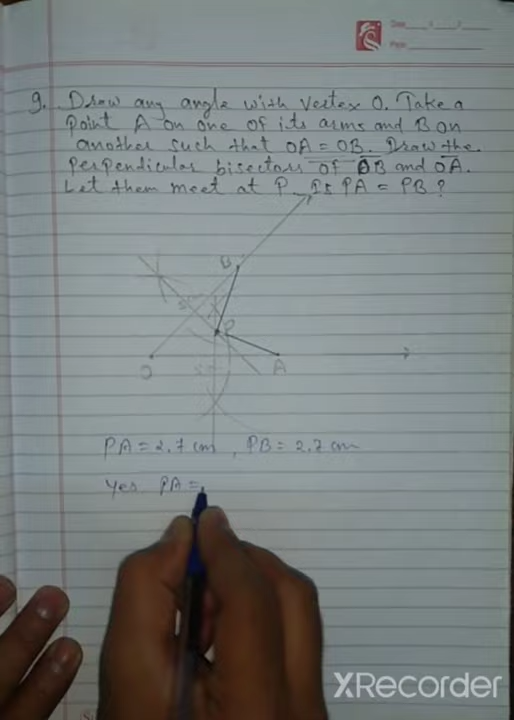 Date
Page
9. Draw any angle with vertex O. Take a
point A on one of its arms and B on
another such that OA = OB. Draw the
perpendicular bisectors of OB and OA.
Let them meet at P. Is PA = PB ?
B
P
O
A
PA = 2.7 cm , PB = 2.7 cm
Yes PA =
XRecorder